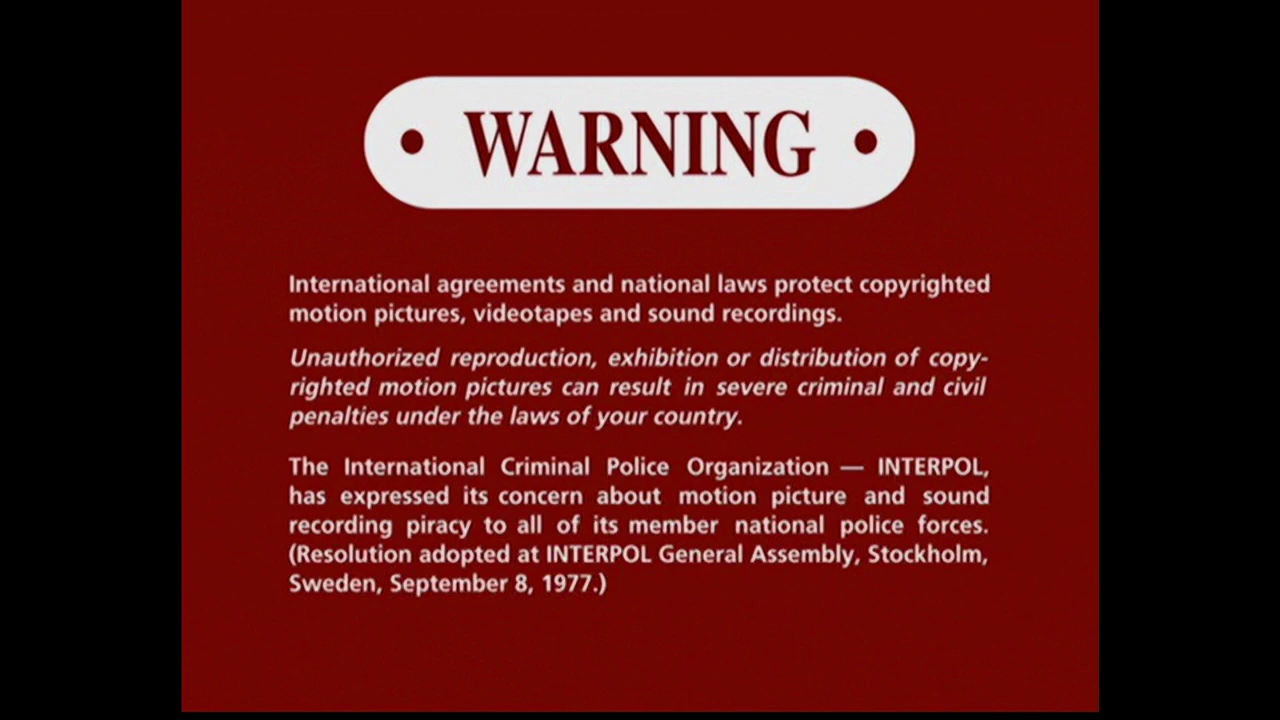 • WARNING •
International agreements and national laws protect copyrighted
motion pictures, videotapes and sound recordings.
Unauthorized reproduction, exhibition or distribution of copy-
righted motion pictures can result in severe criminal and civil
penalties under the laws of your country.
The International Criminal Police Organization — INTERPOL,
has expressed its concern about motion picture and sound
recording piracy to all of its member national police forces.
(Resolution adopted at INTERPOL General Assembly, Stockholm,
Sweden, September 8, 1977.)